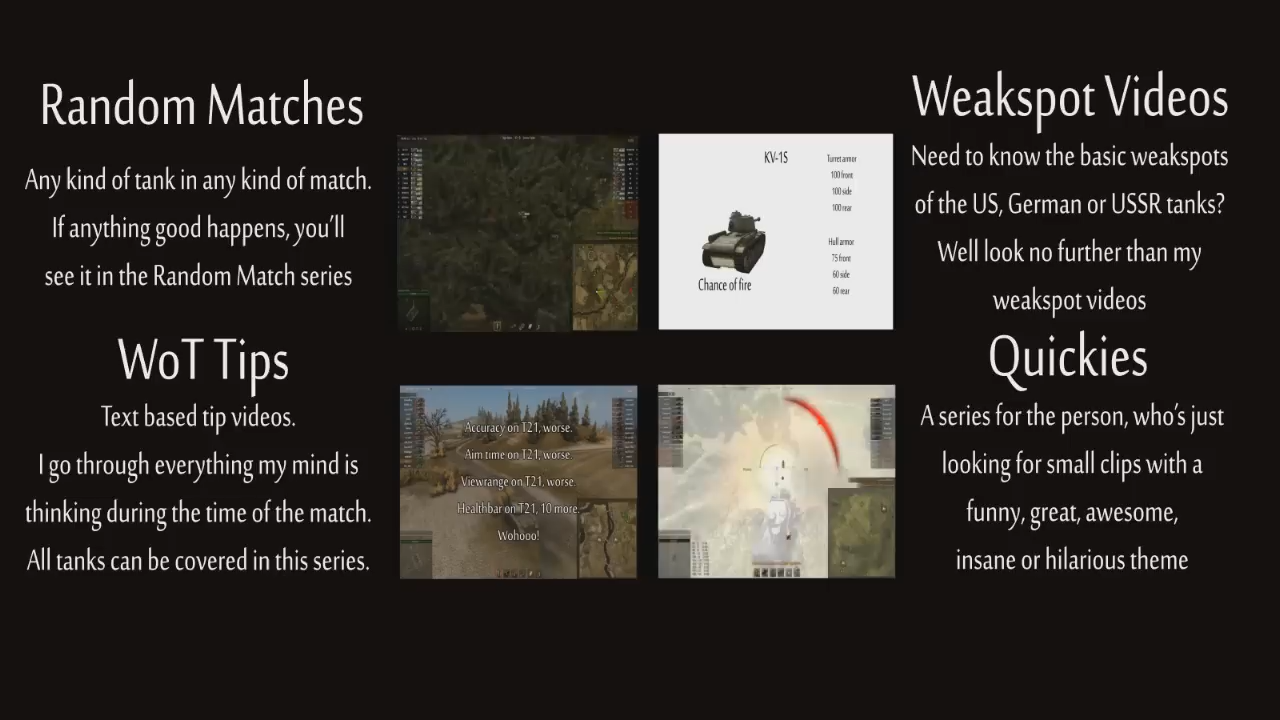 Random Matches
Any kind of tank in any kind of match.
If anything good happens, you'll
see it in the Random Match series
WoT Tips
Text based tip videos.
I go through everything my mind is
thinking during the time of the match.
All tanks can be covered in this series.
KV-1S
Turret armor
100 front
100 side
100 rear
Hull armor
75 front
60 side
60 rear
Chance of fire
Accuracy on T21, worse.
Aim time on T21, worse.
Viewrange on T21, worse.
Healthbar on T21, 10 more.
Wohooo!
Weakspot Videos
Need to know the basic weakspots
of the US, German or USSR tanks?
Well look no further than my
weakspot videos
Quickies
A series for the person, who's just
looking for small clips with a
funny, great, awesome,
insane or hilarious theme